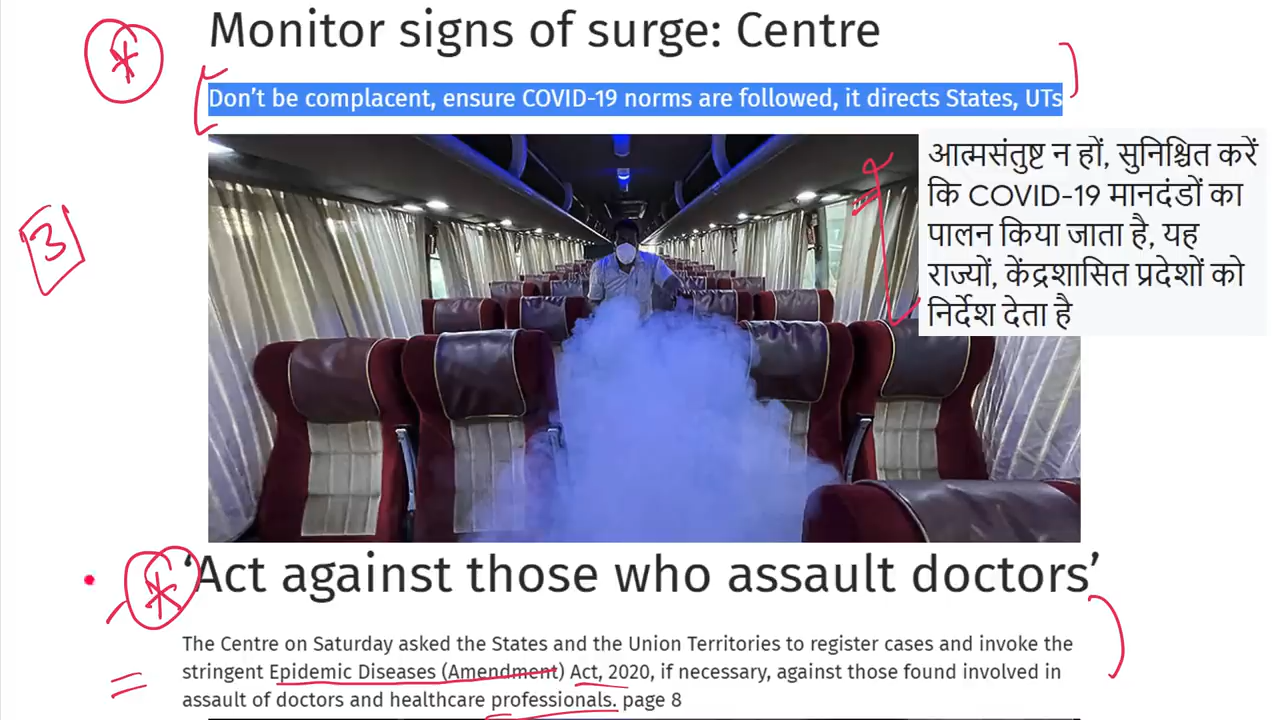 Monitor signs of surge: Centre
Don’t be complacent, ensure COVID-19 norms are followed, it directs States, UTs
आत्मसंतुष्ट न हों, सुनिश्चित करें
कि COVID-19 मानदंडों का
पालन किया जाता है, यह
राज्यों, केंद्रशासित प्रदेशों को
निर्देश देता है
3
‘Act against those who assault doctors’
The Centre on Saturday asked the States and the Union Territories to register cases and invoke the
stringent Epidemic Diseases (Amendment) Act, 2020, if necessary, against those found involved in
assault of doctors and healthcare professionals. page 8